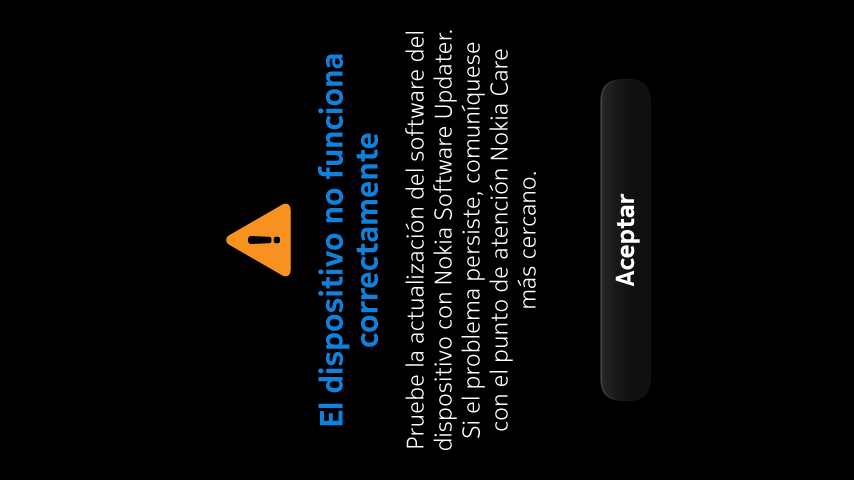 El dispositivo no funciona
correctamente
Pruebe la actualización del software del
dispositivo con Nokia Software Updater.
Si el problema persiste, comuníquese
con el punto de atención Nokia Care
más cercano.
Aceptar